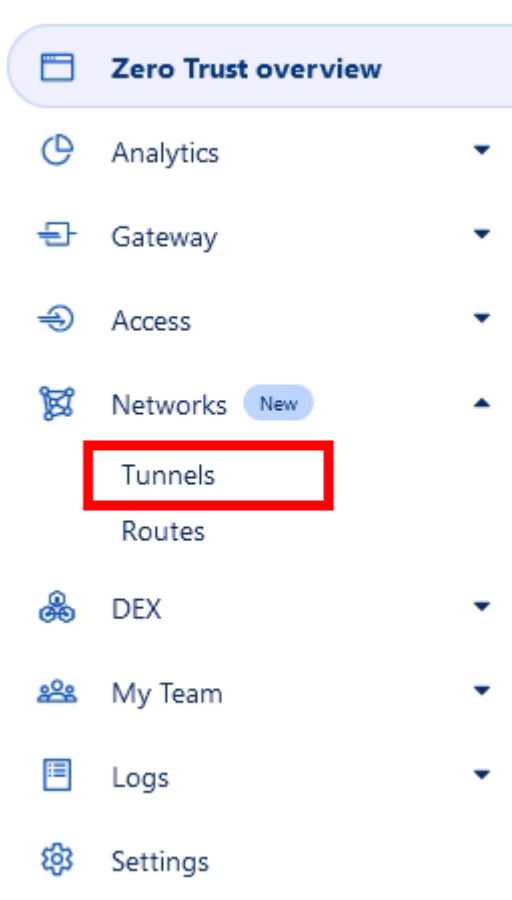 Zero Trust overview
Analytics
Gateway
Access
Networks New
Tunnels
Routes
DEX
My Team
Logs
Settings